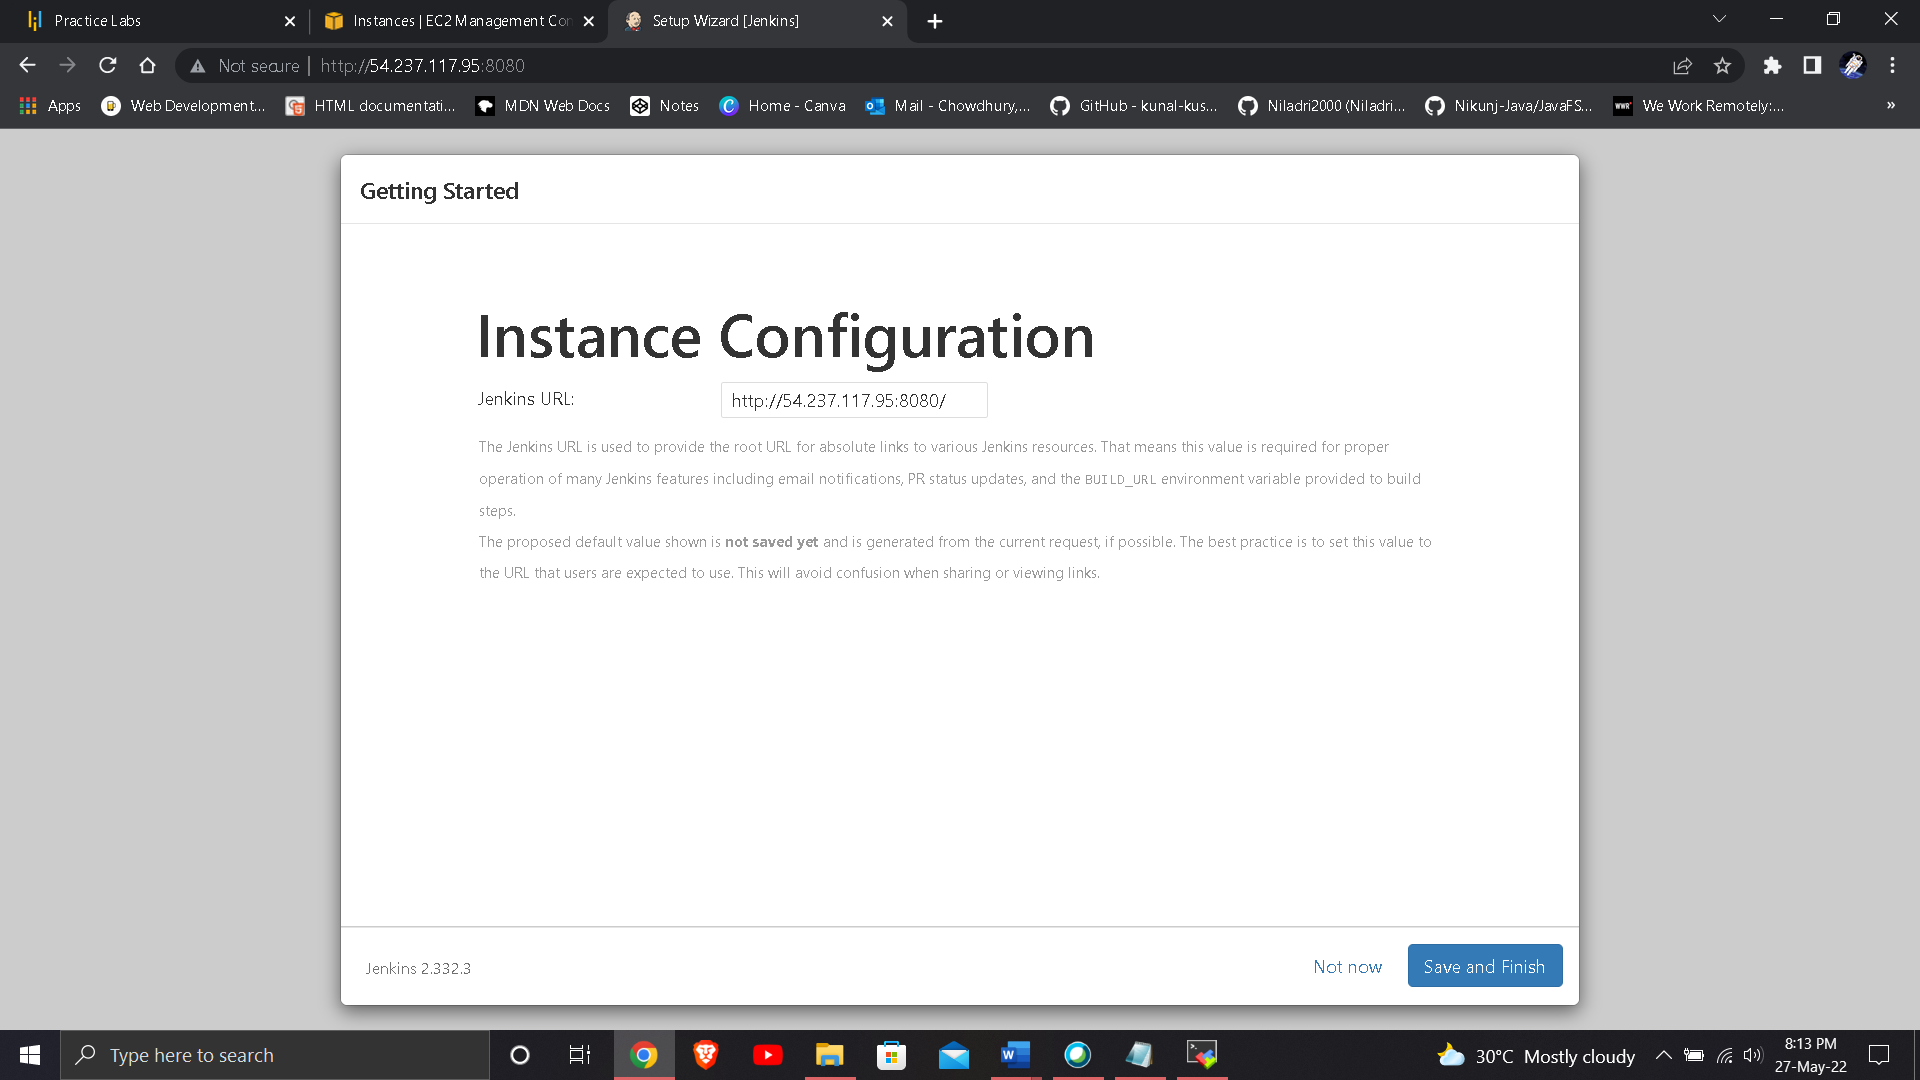 Practice Labs
Instances | EC2 Management Con
Setup Wizard [Jenkins]
Not secure | http://54.237.117.95:8080
Apps
Web Development...
HTML documentati...
MDN Web Docs
Notes
Home - Canva
Mail - Chowdhury,...
GitHub - kunal-kus...
Niladri2000 (Niladri...
Nikunj-Java/JavaFS...
We Work Remotely:...
»
Getting Started
Instance Configuration
Jenkins URL:
http://54.237.117.95:8080/
The Jenkins URL is used to provide the root URL for absolute links to various Jenkins resources. That means this value is required for proper
operation of many Jenkins features including email notifications, PR status updates, and the BUILD_URL environment variable provided to build
steps.
The proposed default value shown is not saved yet and is generated from the current request, if possible. The best practice is to set this value to
the URL that users are expected to use. This will avoid confusion when sharing or viewing links.
Jenkins 2.332.3
Not now
Save and Finish
Type here to search
30°C Mostly cloudy
8:13 PM
27-May-22